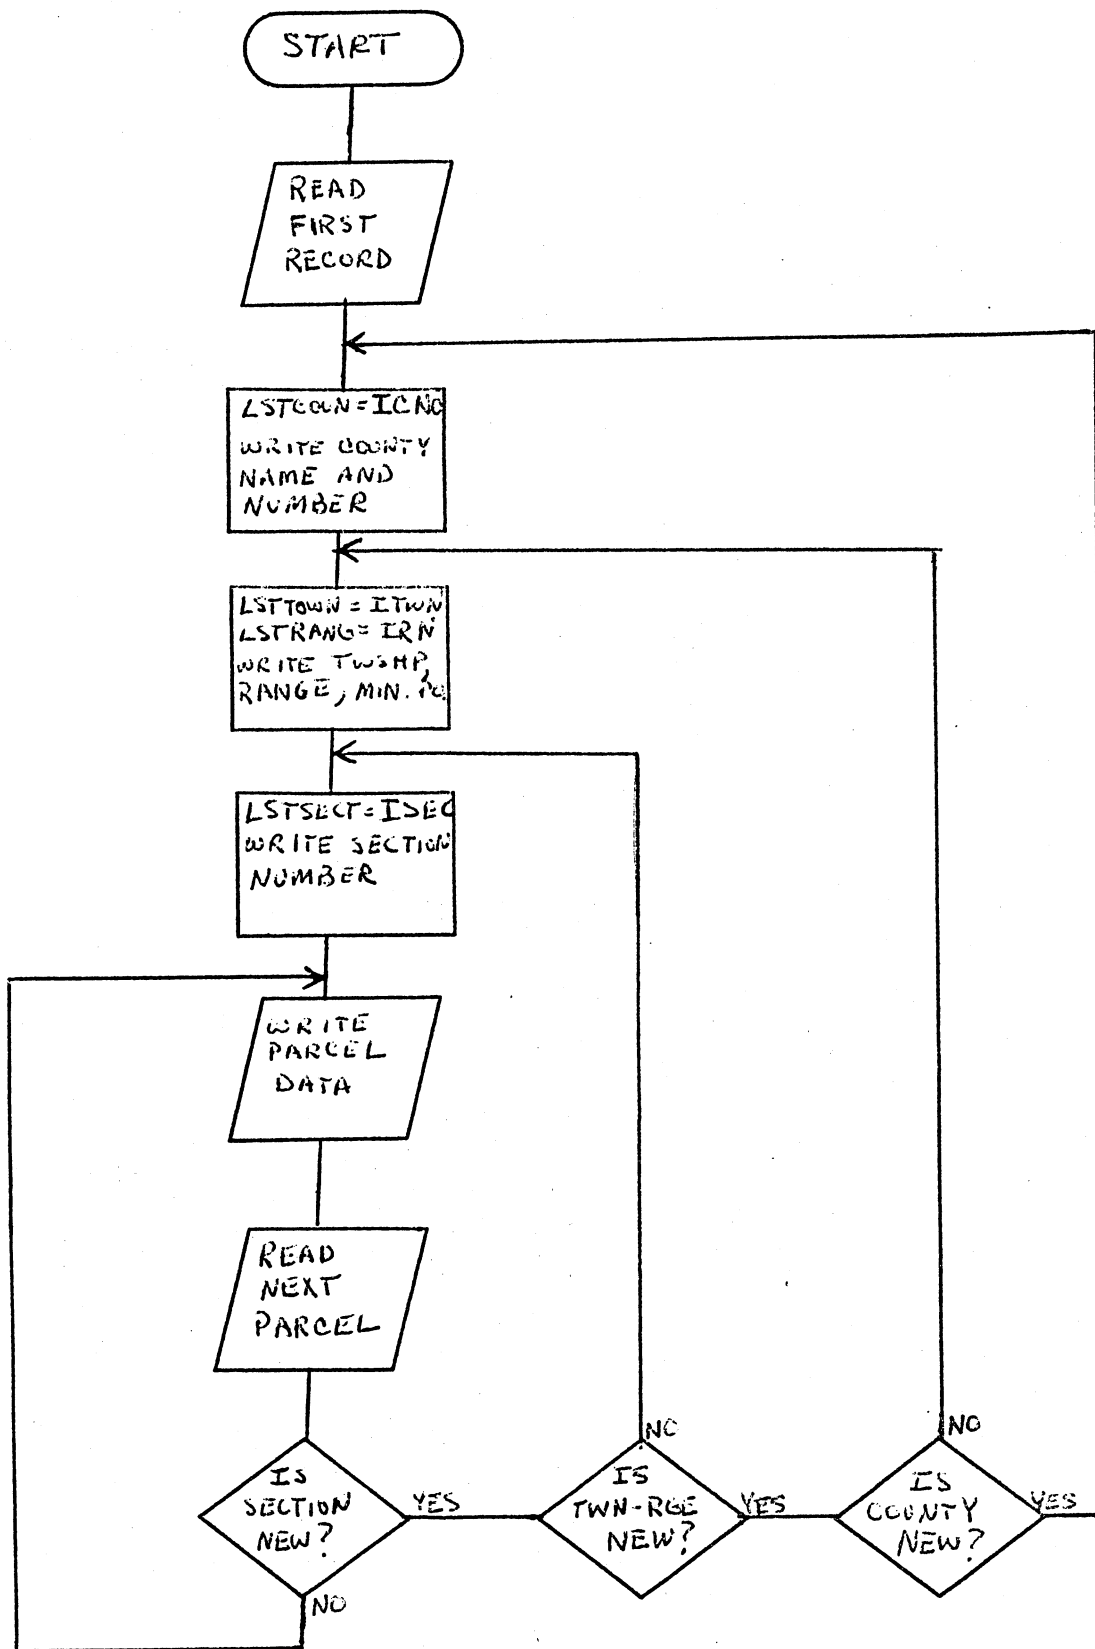 START
READ
FIRST
RECORD
LSTCOUN=ICNO
WRITE COUNTY
NAME AND
NUMBER
LSTTOWN=ITWN
LSTRANG=IRN
WRITE TWSHP,
RANGE, MIN.
LSTSECT=ISEC
WRITE SECTION
NUMBER
WRITE
PARCEL
DATA
READ
NEXT
PARCEL
IS
SECTION
NEW?
YES
NO
IS
TWN-RGE
NEW?
YES
NO
IS
COUNTY
NEW?
YES
NO